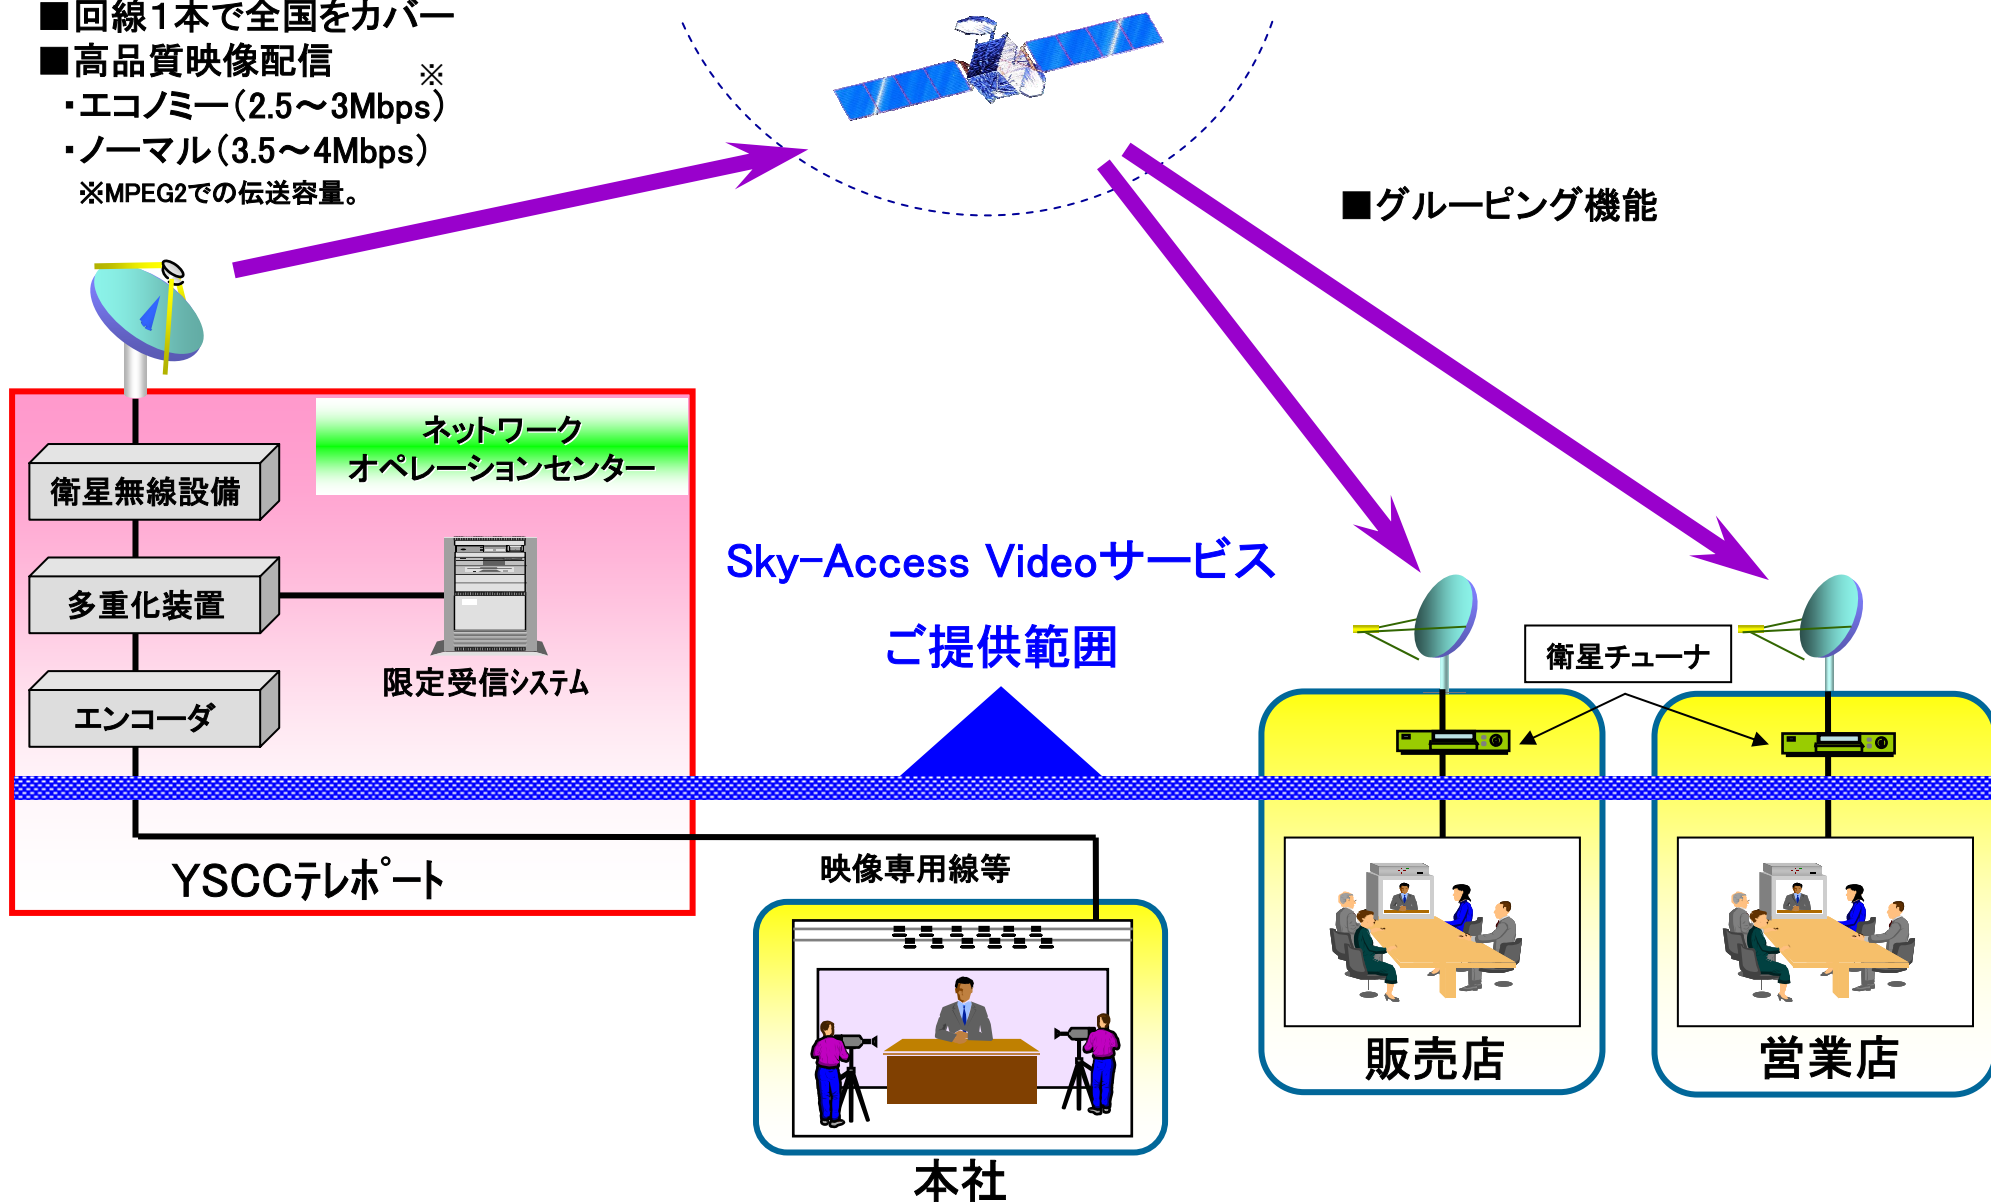 ■回線１本で全国をカバー
■高品質映像配信
※
・エコノミー（2.5～3Mbps）
・ノーマル（3.5～4Mbps）
※MPEG2での伝送容量。
■グルーピング機能
ネットワーク
オペレーションセンター
衛星無線設備
多重化装置
限定受信システム
エンコーダ
Sky-Access Videoサービス
ご提供範囲
衛星チューナ
YSCCテレポート
映像専用線等
販売店
営業店
本社